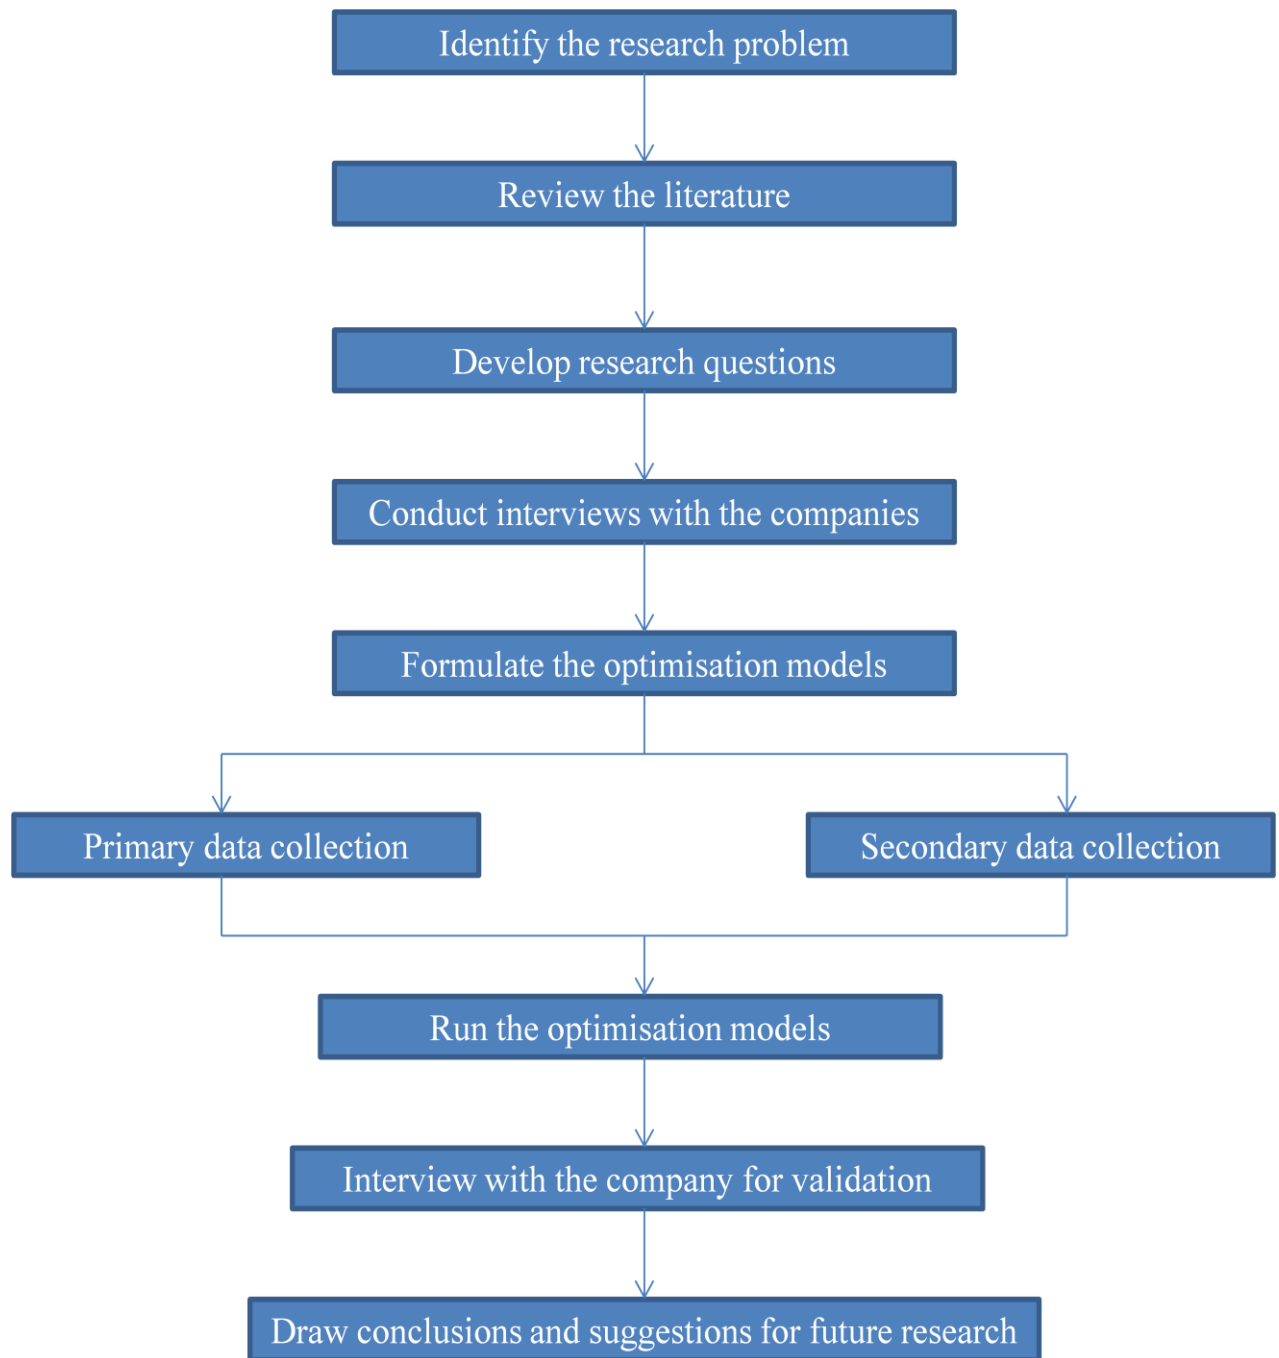 Identify the research problem
Review the literature
Develop research questions
Conduct interviews with the companies
Formulate the optimisation models
Primary data collection
Secondary data collection
Run the optimisation models
Interview with the company for validation
Draw conclusions and suggestions for future research